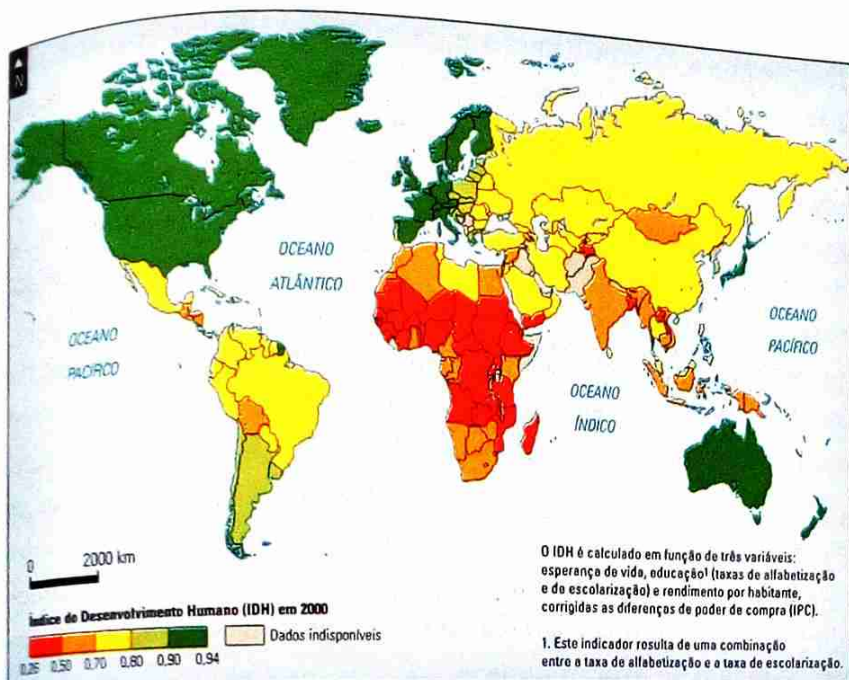 N
OCEANO
ATLÂNTICO
OCEANO
PACÍFICO
OCEANO
PACÍFICO
OCEANO
ÍNDICO
0 2000 km
O IDH é calculado em função de três variáveis:
esperança de vida, educação¹ (taxas de alfabetização
e de escolarização) e rendimento por habitante,
corrigidas as diferenças de poder de compra (IPC).
Índice de Desenvolvimento Humano (IDH) em 2000
Dados indisponíveis
0,26 0,50 0,70 0,80 0,90 0,94
1. Este indicador resulta de uma combinação
entre a taxa de alfabetização e a taxa de escolarização.